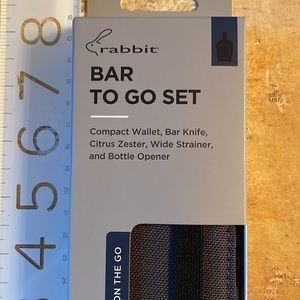 rabbit
BAR
TO GO SET
Compact Wallet, Bar Knife,
Citrus Zester, Wide Strainer,
and Bottle Opener
ON THE GO
8
7
6
5
4